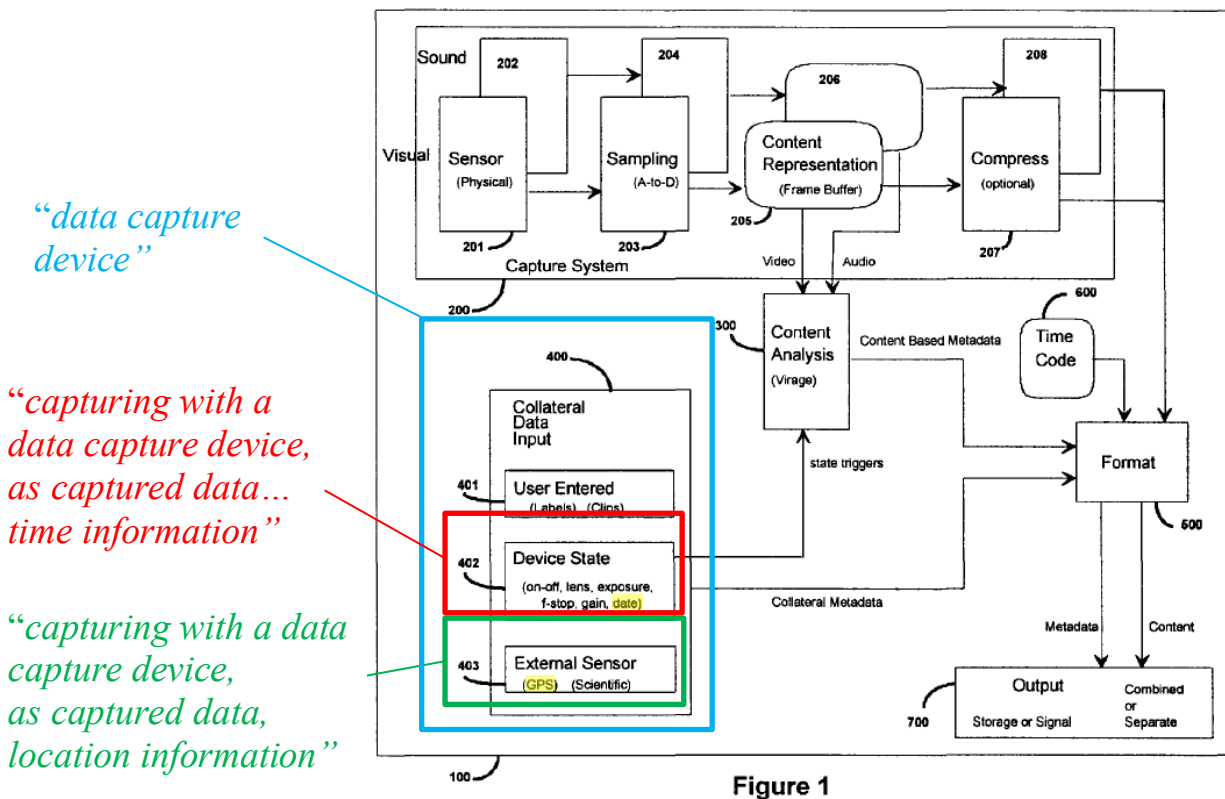 Sound
202
204
206
208
Visual
Sensor
(Physical)
Sampling
(A-to-D)
Content
Representation
(Frame Buffer)
Compress
(optional)
201
203
205
207
Capture System
Video
Audio
200
“data capture
device”
300
Content
Analysis
(Virage)
Content Based Metadata
600
Time
Code
400
Collateral
Data
Input
“capturing with a
data capture device,
as captured data…
time information”
state triggers
Format
500
401
User Entered
(Labels) (Clips)
402
Device State
(on-off, lens, exposure,
f-stop, gain, date)
Collateral Metadata
“capturing with a data
capture device,
as captured data,
location information”
403
External Sensor
(GPS) (Scientific)
Metadata
Content
700
Output
Storage or Signal
Combined
or
Separate
100
Figure 1